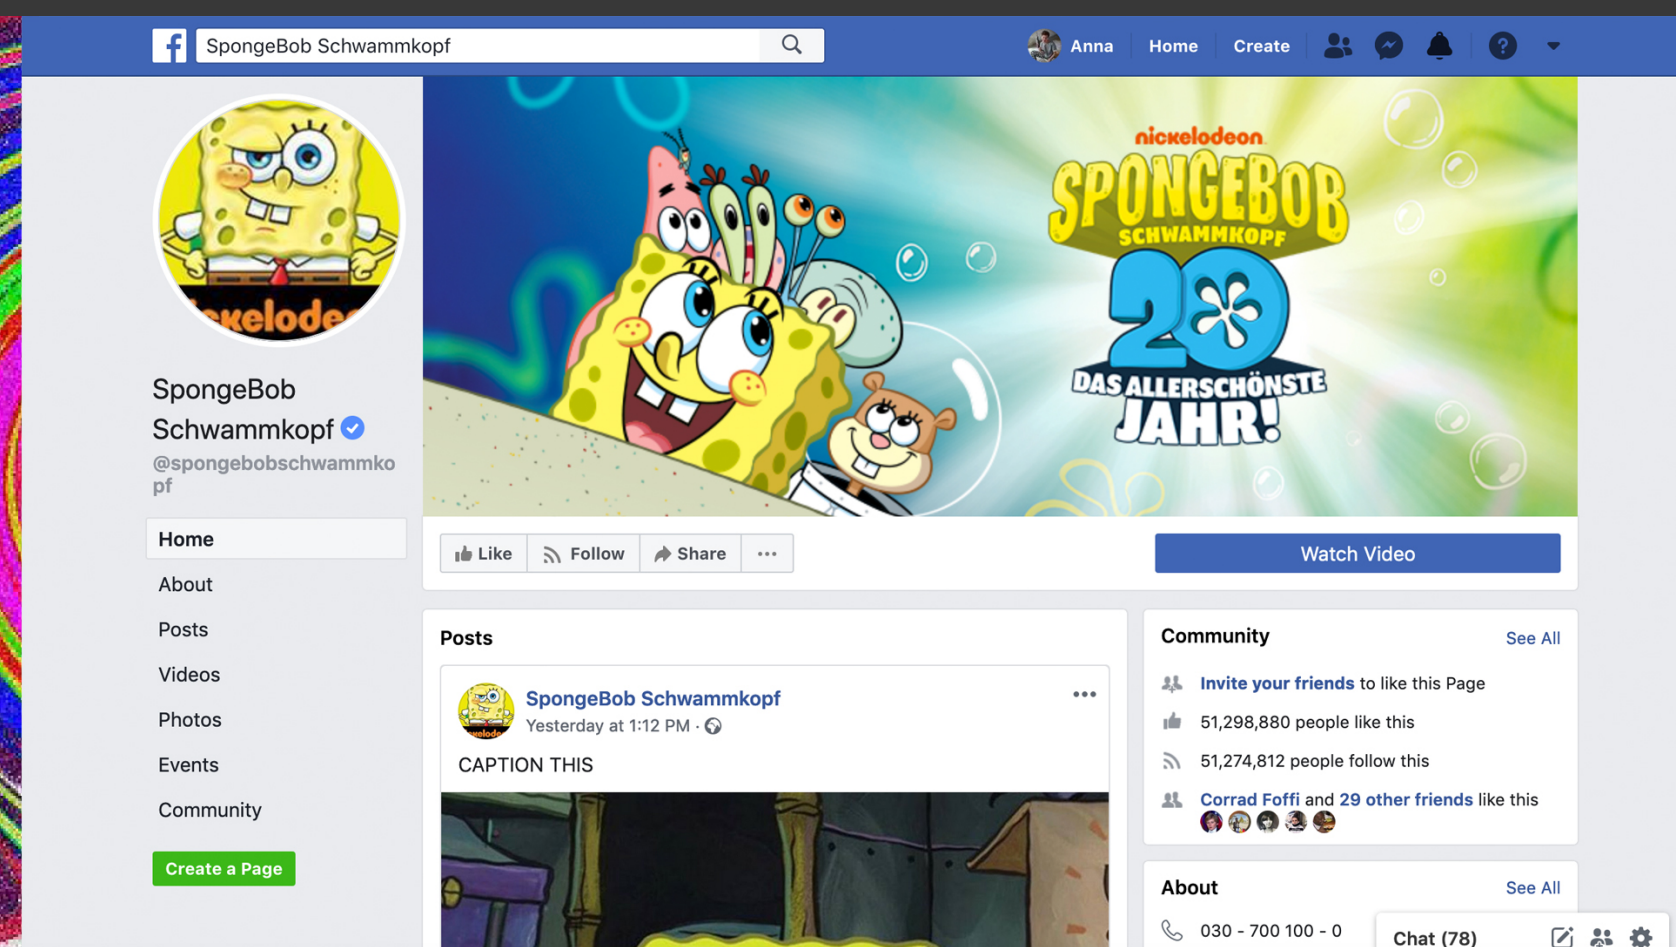 SpongeBob Schwammkopf
Anna
Home
Create
nickelodeon
SPONGEBOB
SCHWAMMKOPF
20
DAS ALLERSCHÖNSTE
JAHR!
SpongeBob
Schwammkopf
@spongebobschwammko
pf
Home
About
Posts
Videos
Photos
Events
Community
Create a Page
Like
Follow
Share
Watch Video
Posts
SpongeBob Schwammkopf
Yesterday at 1:12 PM ·
CAPTION THIS
Community
See All
Invite your friends to like this Page
51,298,880 people like this
51,274,812 people follow this
Corrad Foffi and 29 other friends like this
About
See All
030 - 700 100 - 0
Chat (78)